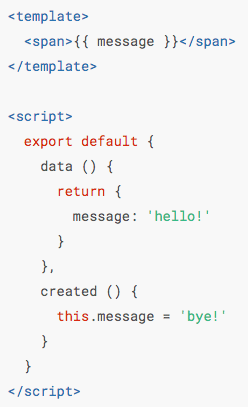 <template>
  <span>{{ message }}</span>
</template>

<script>
  export default {
    data () {
      return {
        message: 'hello!'
      }
    },
    created () {
      this.message = 'bye!'
    }
  }
</script>